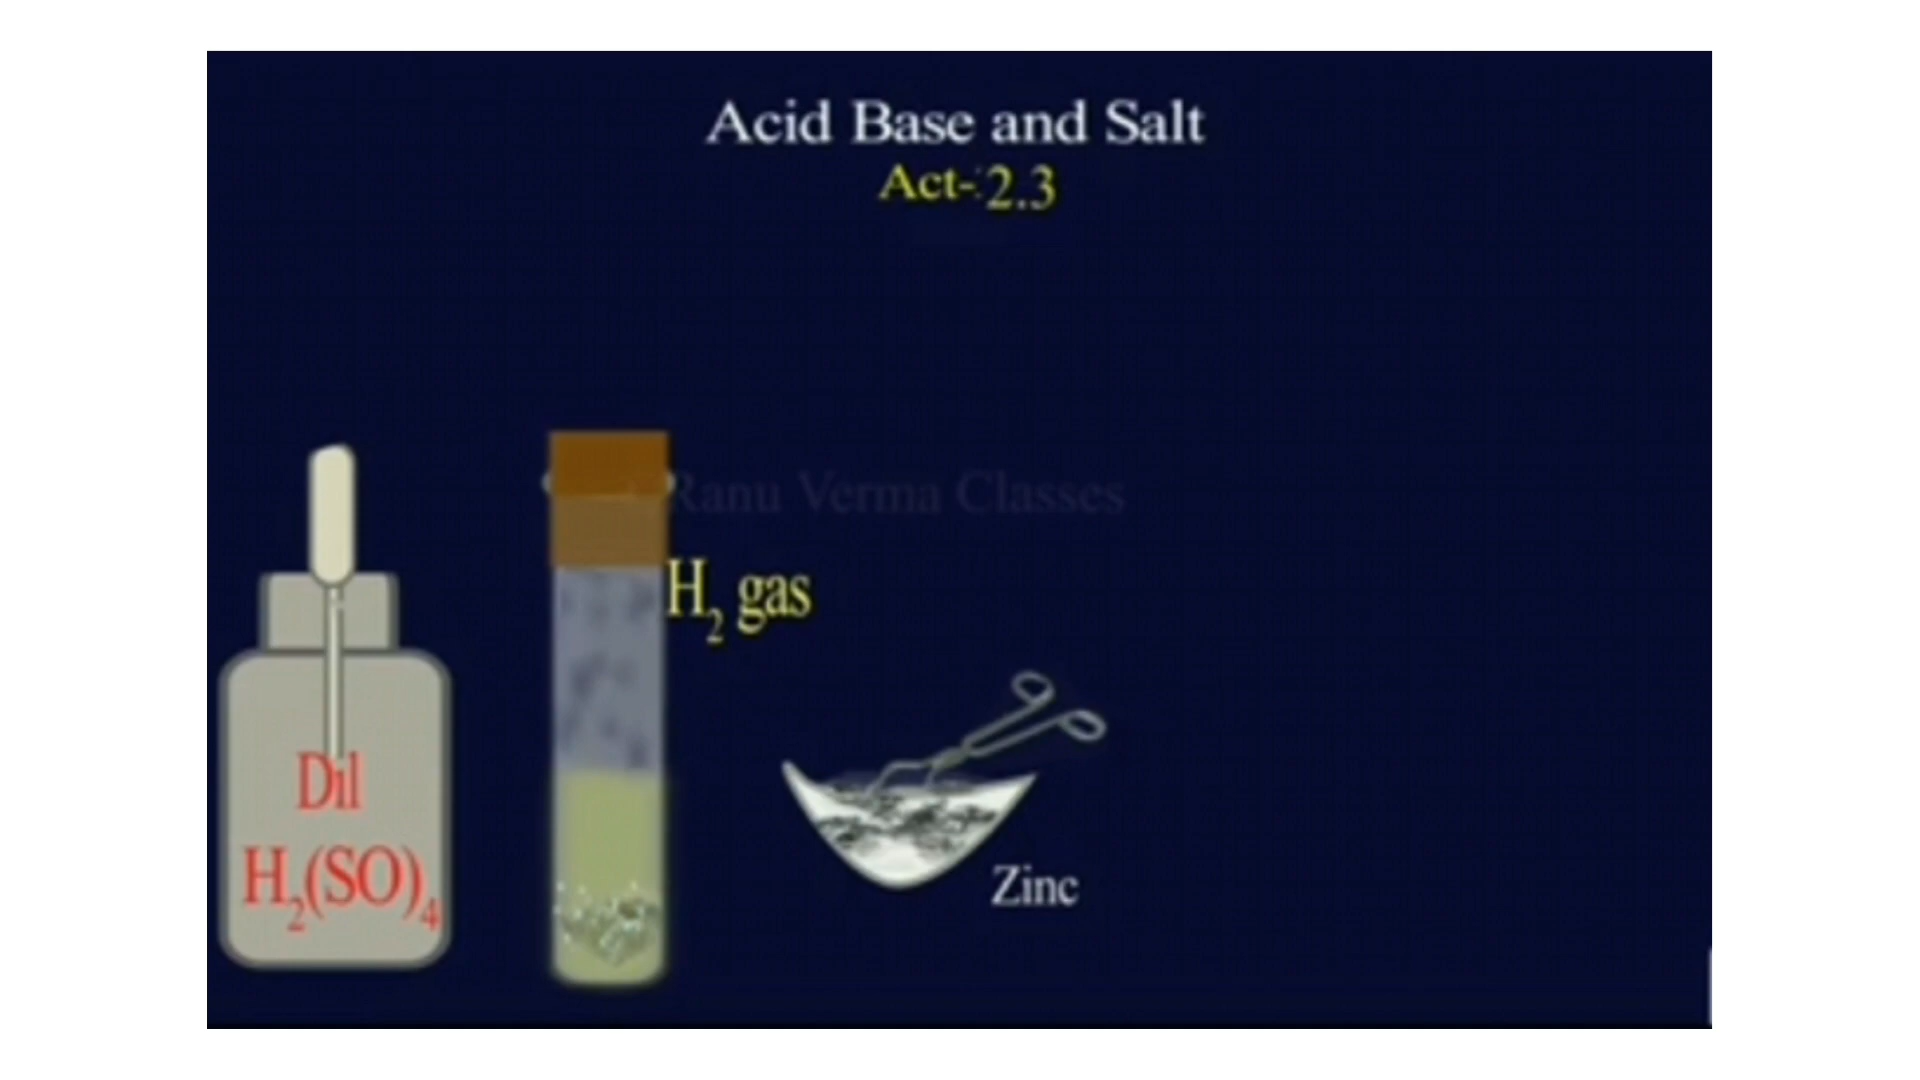 Acid Base and Salt
Act-:2.3
Ranu Verma Classes
H₂ gas
Dil
H₂(SO)₄
Zinc